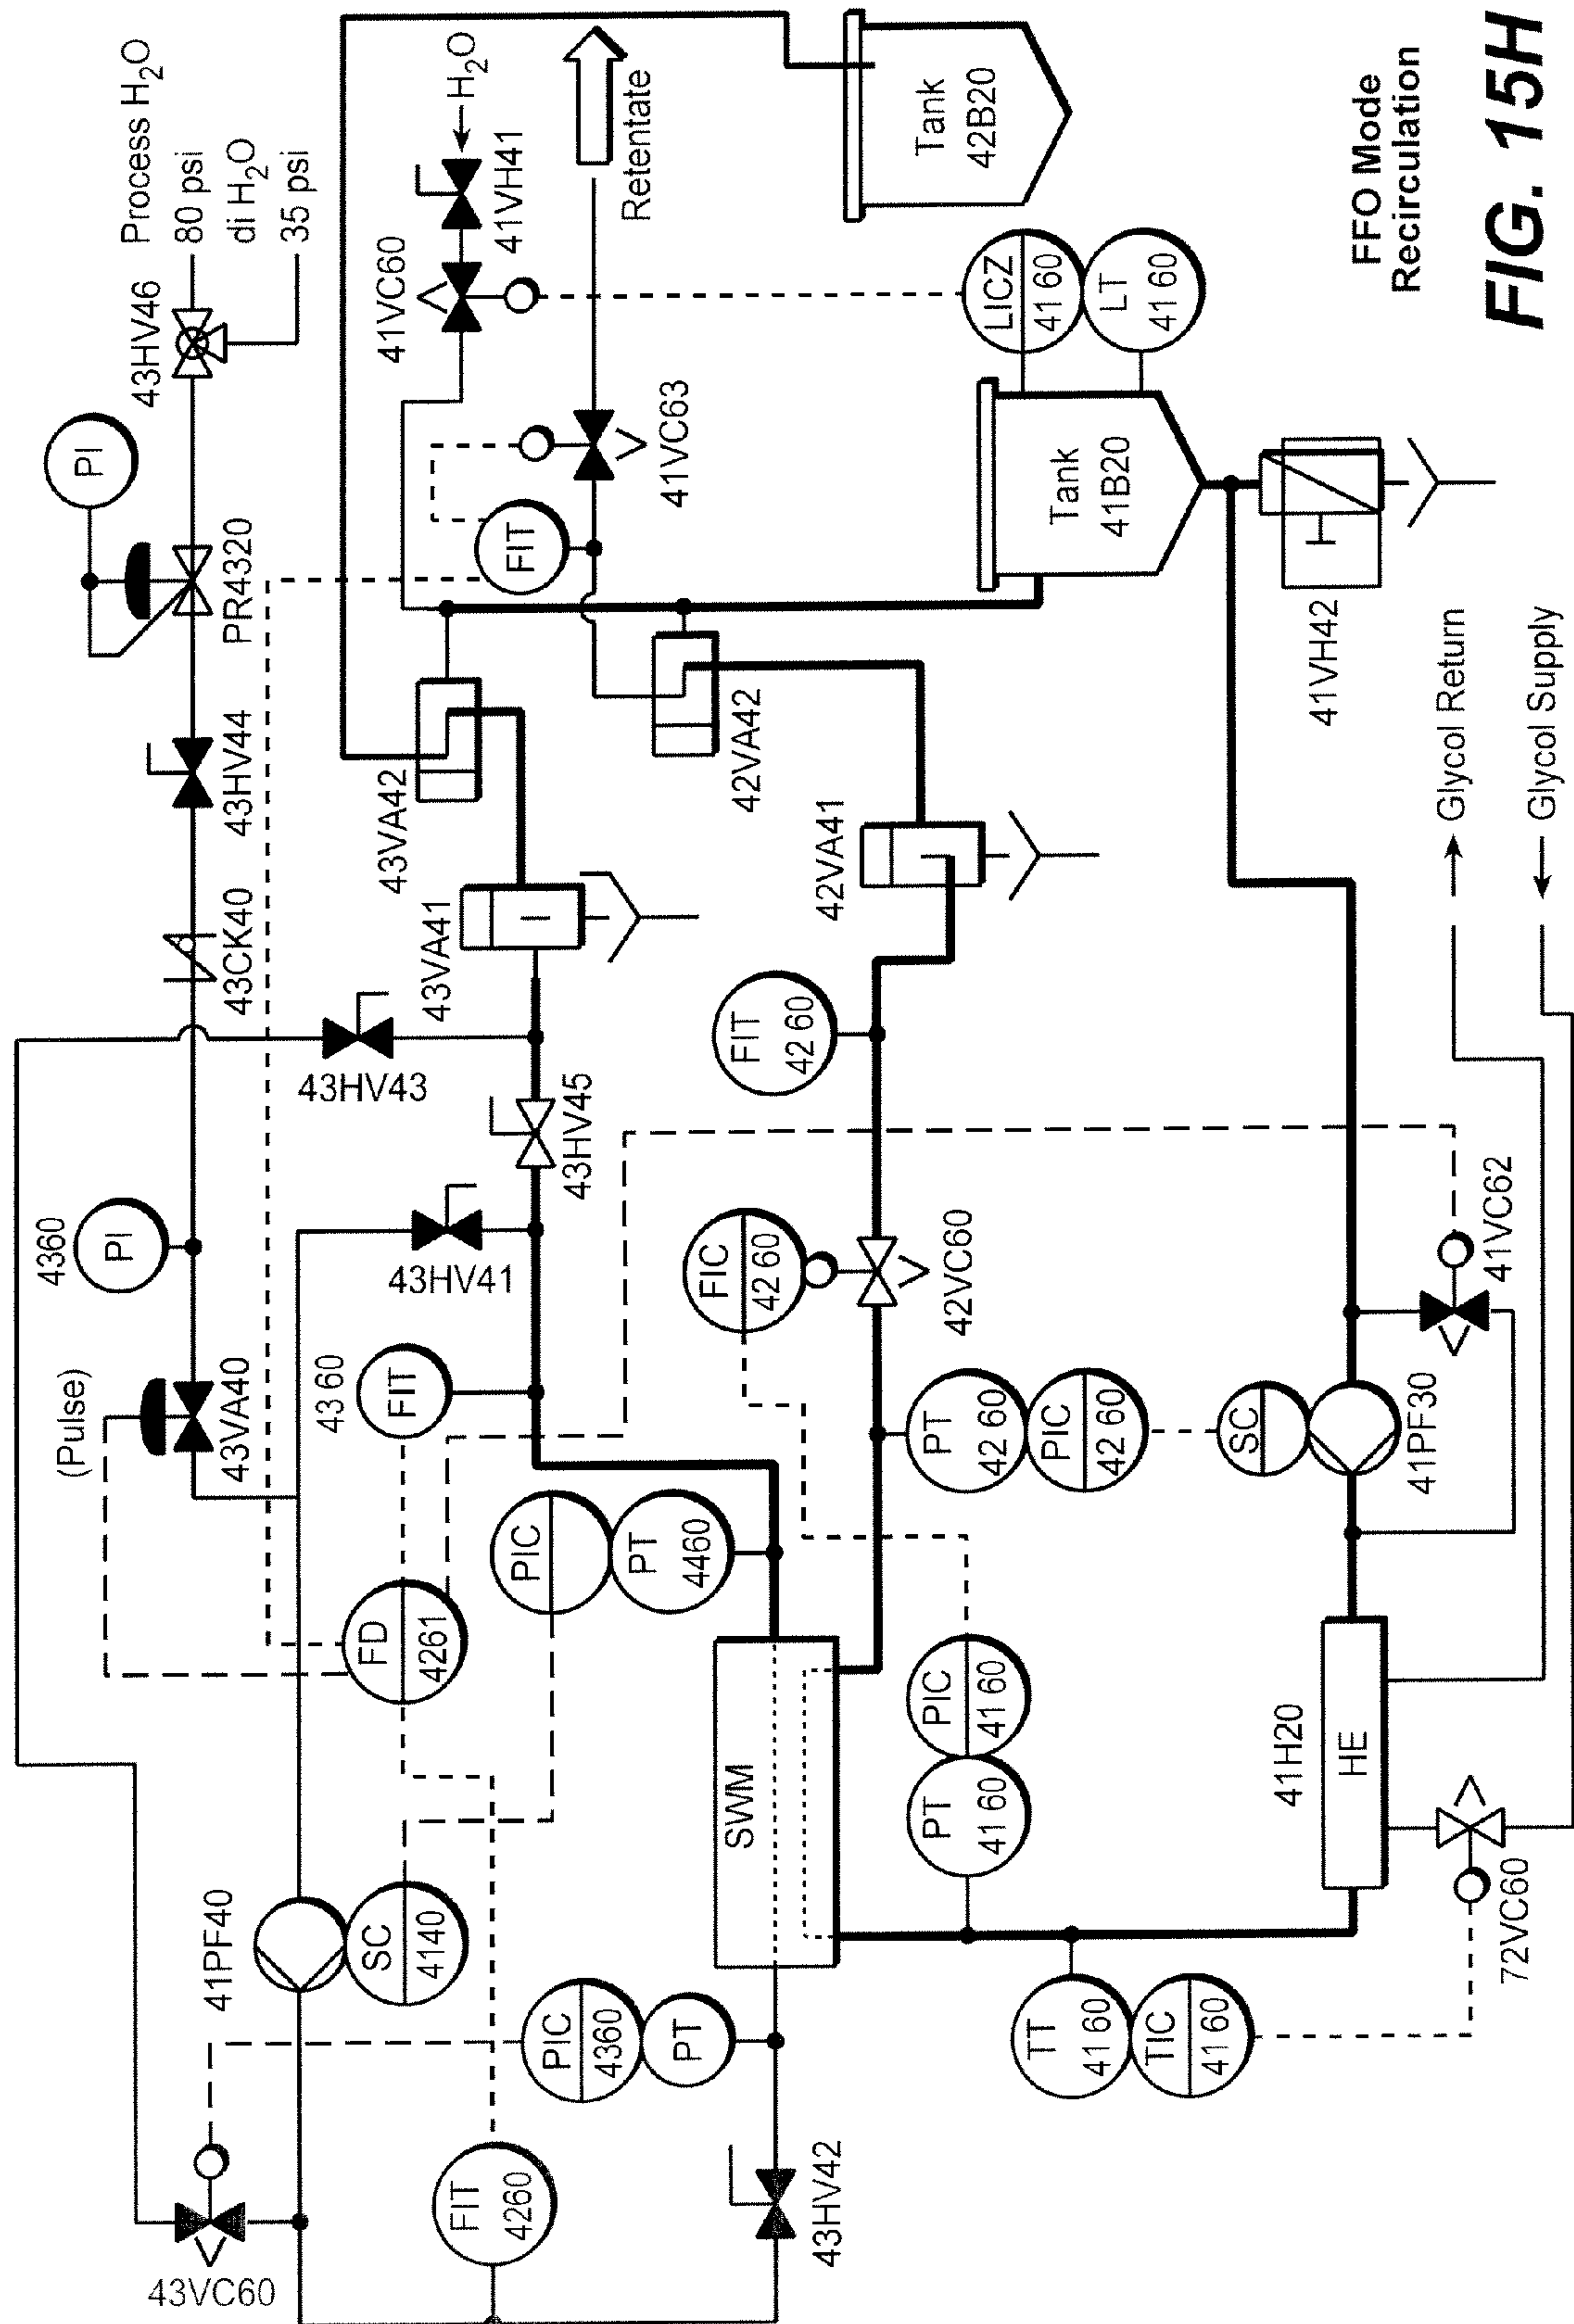 Process H₂O
80 psi
di H₂O
35 psi
43HV46
PI
PR4320
43HV44
43CK40
4360
PI
(Pulse)
43VA40
41PF40
SC
4140
43VC60
H₂O
41VH41
41VC60
Retentate
41VC63
FIT
43VA42
43VA41
43HV43
43HV45
43HV41
43 60
FIT
FD
4261
PIC
PT
4460
PIC
4360
PT
FIT
4260
43HV42
SWM
Tank
42B20
LICZ
41 60
LT
41 60
Tank
41B20
42VA42
42VA41
FIT
42 60
FIC
42 60
42VC60
PT
42 60
PIC
42 60
PIC
41 60
PT
41 60
TT
41 60
TIC
41 60
SC
41PF30
41VC62
41VH42
41H20
HE
72VC60
Glycol Return
Glycol Supply
FFO Mode
Recirculation
FIG. 15H